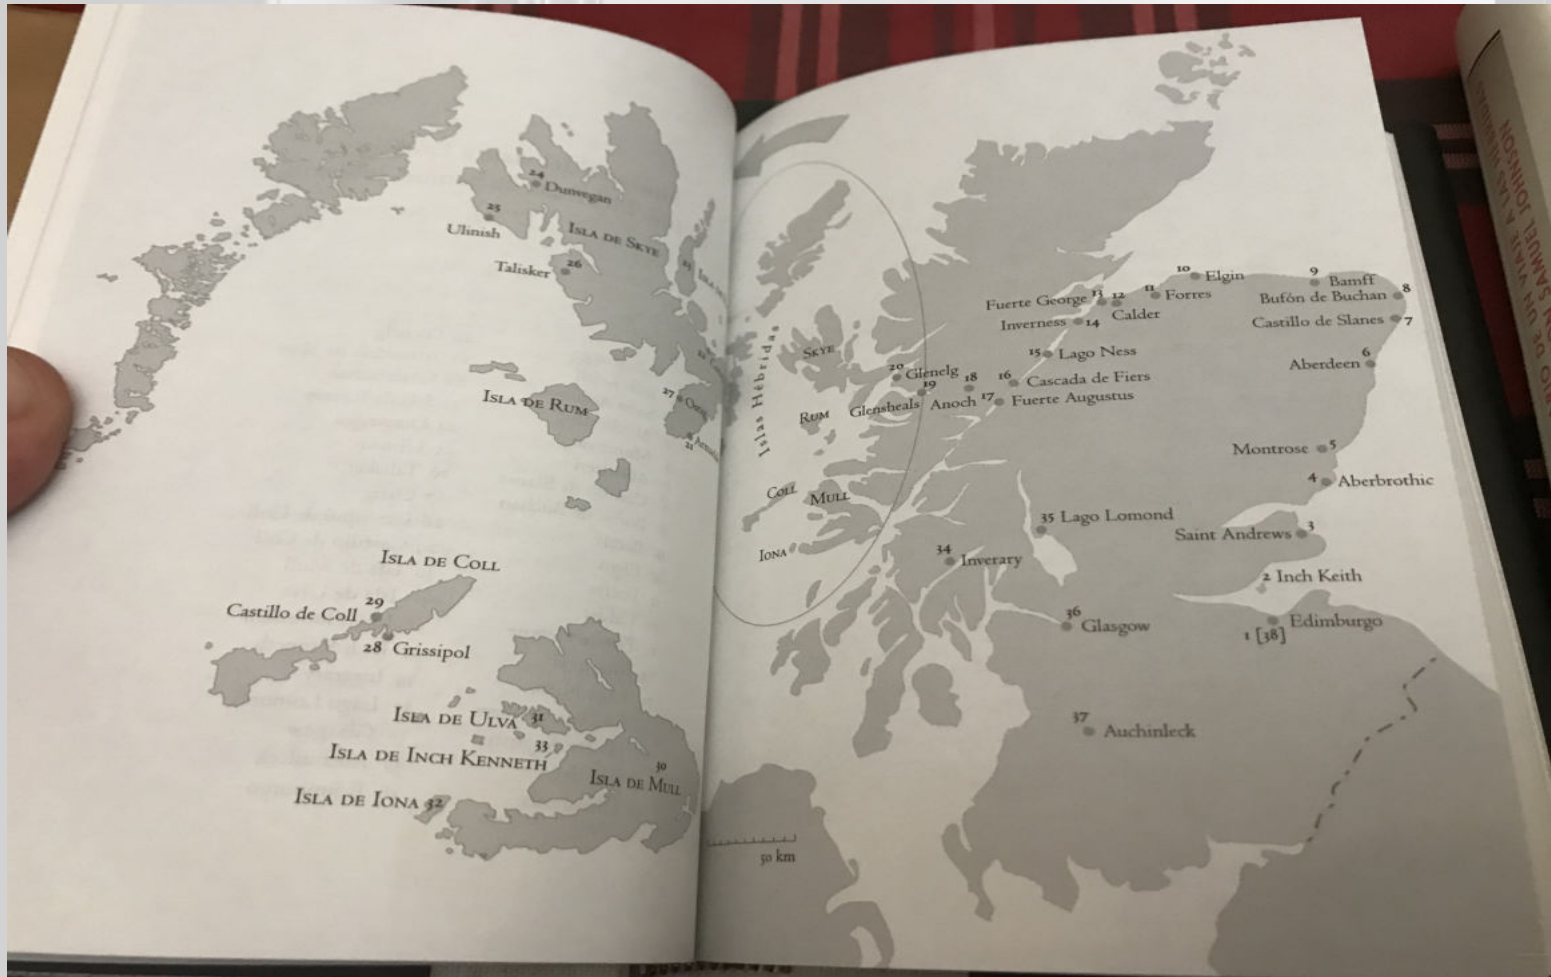 24
Dunvegan
25
Ulinish
ISLA DE SKYE
Talisker
26
ISLA DE RUM
27
21
ISLA DE COLL
29
Castillo de Coll
28 Grissipol
ISLA DE ULVA 31
33
ISLA DE INCH KENNETH
30
ISLA DE MULL
ISLA DE IONA 32
Islas Hébridas
SKYE
RUM
COLL
MULL
IONA
50 km
10 Elgin
9 Bamff
8
Bufón de Buchan
11 Forres
Fuerte George 13
12
Calder
Inverness 14
Castillo de Slanes 7
15 Lago Ness
6
Aberdeen
20 Glenelg
19
Glensheals
18
Anoch
16 Cascada de Fiers
17 Fuerte Augustus
Montrose 5
4 Aberbrothic
35 Lago Lomond
Saint Andrews 3
34
Inverary
2 Inch Keith
36
Glasgow
Edimburgo
1 [38]
37
Auchinleck
SAMUEL JOHNSON